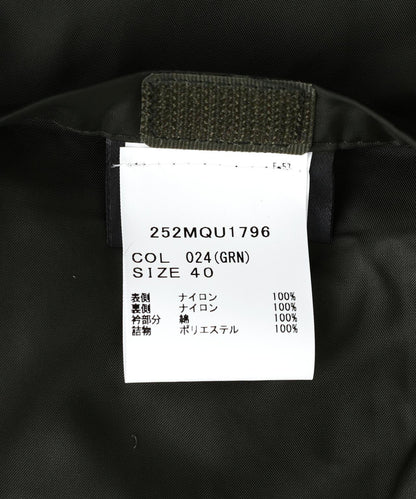 252MQU1796
COL 024(GRN)
SIZE 40
表側 ナイロン 100%
裏側 ナイロン 100%
衿部分 綿 100%
詰物 ポリエステル 100%